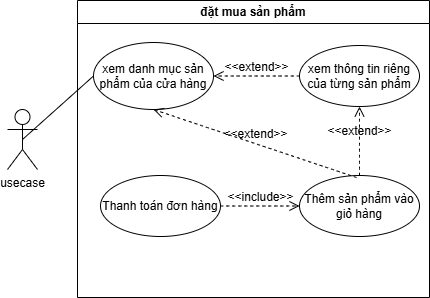 đặt mua sản phẩm
xem danh mục sản
phẩm của cửa hàng
<<extend>>
xem thông tin riêng
của từng sản phẩm
<<extend>>
<<extend>>
usecase
Thanh toán đơn hàng
<<include>>
Thêm sản phẩm vào
giỏ hàng